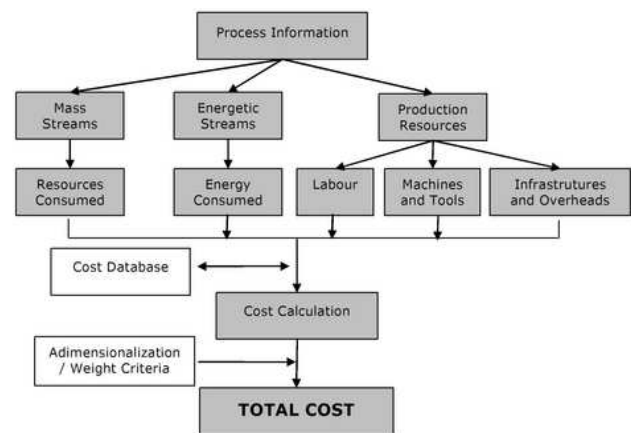 Process Information
Mass
Streams
Energetic
Streams
Production
Resources
Resources
Consumed
Energy
Consumed
Labour
Machines
and Tools
Infrastrutures
and Overheads
Cost Database
Cost Calculation
Adimensionalization
/ Weight Criteria
TOTAL COST